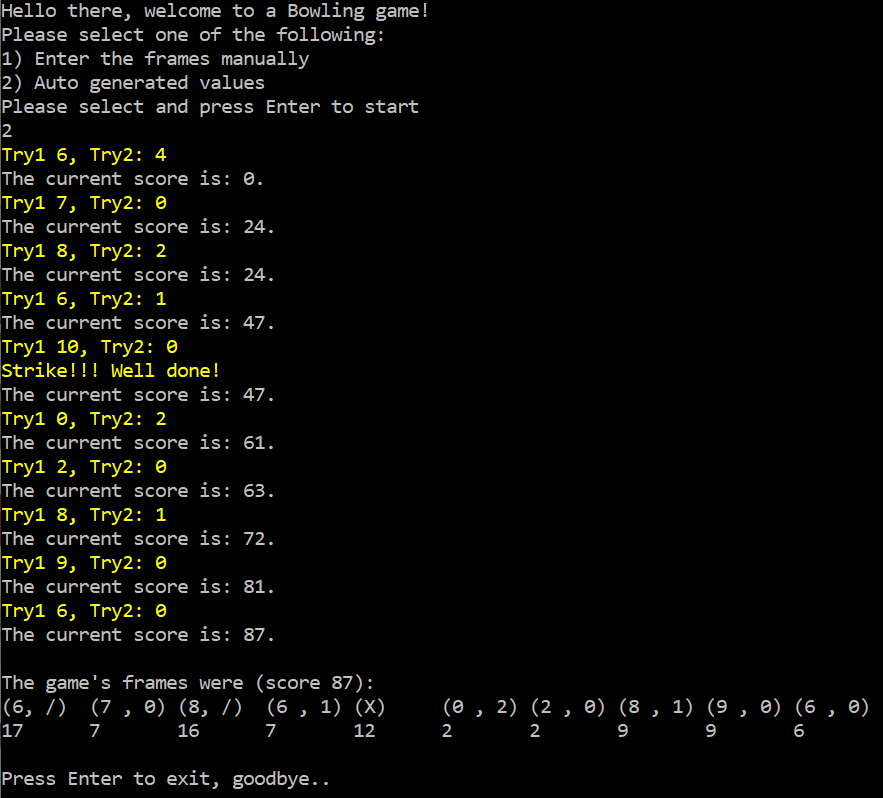 Hello there, welcome to a Bowling game!
Please select one of the following:
1) Enter the frames manually
2) Auto generated values
Please select and press Enter to start
2
Try1 6, Try2: 4
The current score is: 0.
Try1 7, Try2: 0
The current score is: 24.
Try1 8, Try2: 2
The current score is: 24.
Try1 6, Try2: 1
The current score is: 47.
Try1 10, Try2: 0
Strike!!! Well done!
The current score is: 47.
Try1 0, Try2: 2
The current score is: 61.
Try1 2, Try2: 0
The current score is: 63.
Try1 8, Try2: 1
The current score is: 72.
Try1 9, Try2: 0
The current score is: 81.
Try1 6, Try2: 0
The current score is: 87.
The game's frames were (score 87):
(6, /)  (7 , 0) (8, /)  (6 , 1) (X)     (0 , 2) (2 , 0) (8 , 1) (9 , 0) (6 , 0)
17      7       16      7       12      2       2       9       9       6
Press Enter to exit, goodbye..